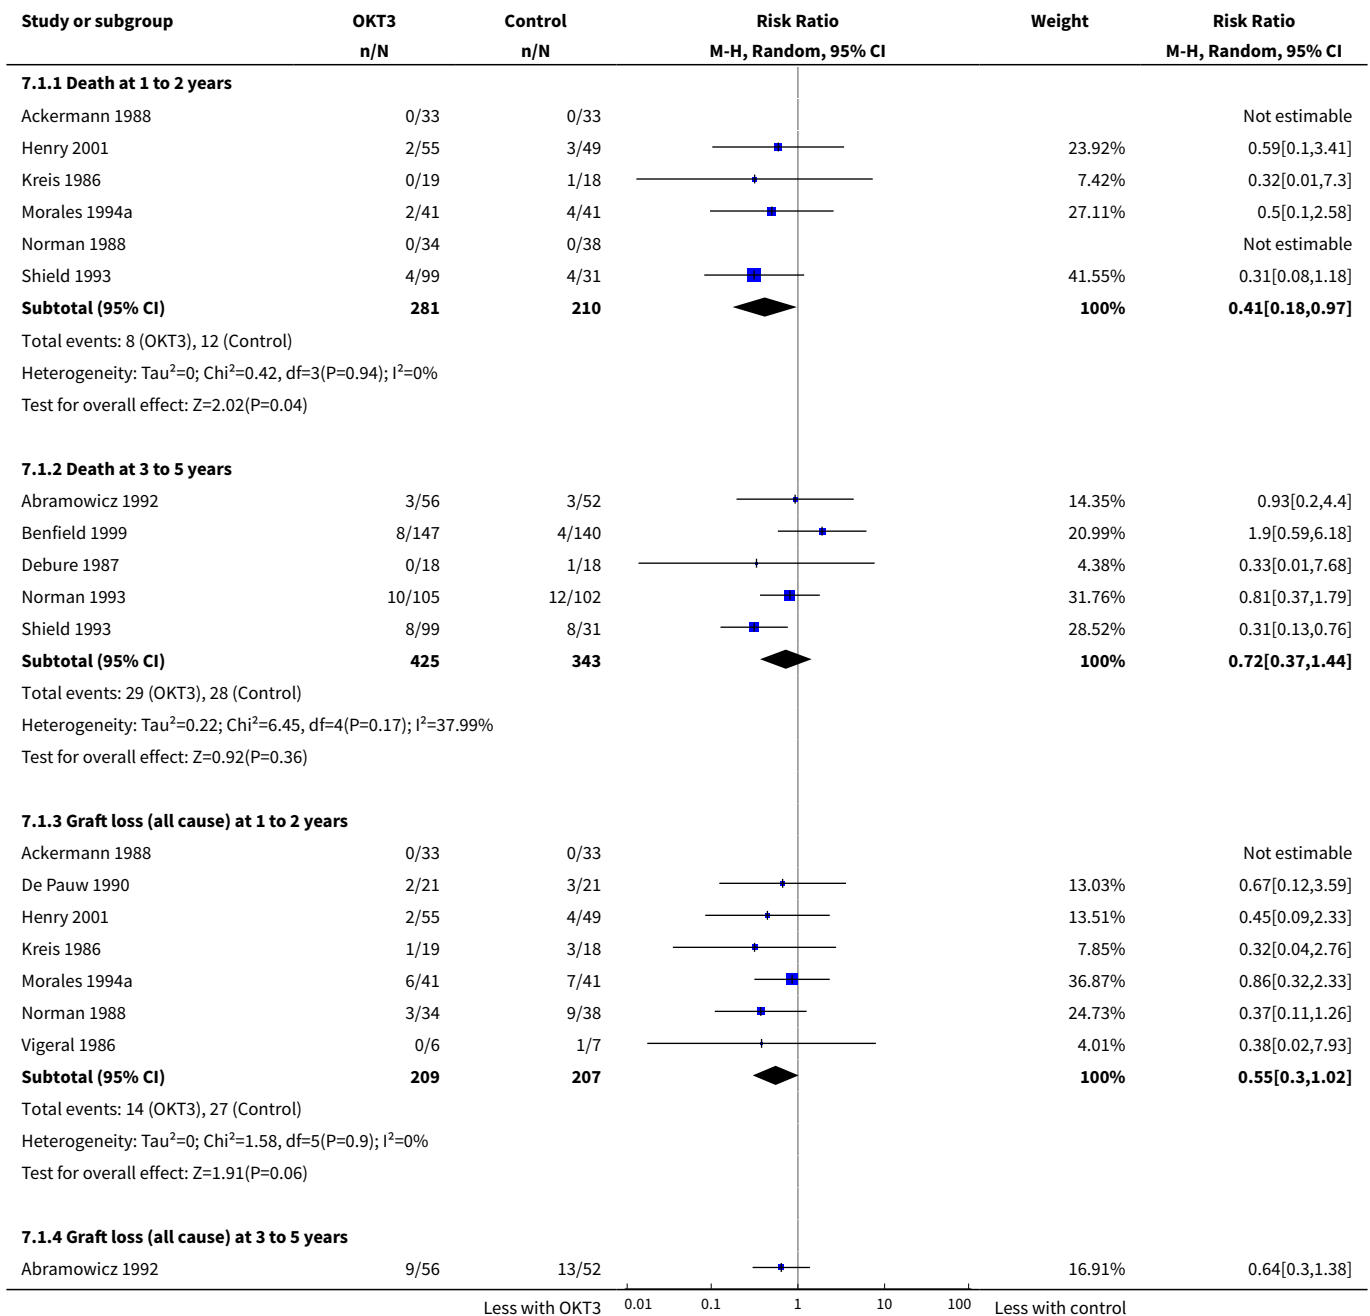 Study or subgroup OKT3 Control Risk Ratio Weight Risk Ratio
n/N n/N M-H, Random, 95% CI M-H, Random, 95% CI
7.1.1 Death at 1 to 2 years
Ackermann 1988 0/33 0/33 Not estimable
Henry 2001 2/55 3/49 23.92% 0.59[0.1,3.41]
Kreis 1986 0/19 1/18 7.42% 0.32[0.01,7.3]
Morales 1994a 2/41 4/41 27.11% 0.5[0.1,2.58]
Norman 1988 0/34 0/38 Not estimable
Shield 1993 4/99 4/31 41.55% 0.31[0.08,1.18]
Subtotal (95% CI) 281 210 100% 0.41[0.18,0.97]
Total events: 8 (OKT3), 12 (Control)
Heterogeneity: Tau²=0; Chi²=0.42, df=3(P=0.94); I²=0%
Test for overall effect: Z=2.02(P=0.04)
7.1.2 Death at 3 to 5 years
Abramowicz 1992 3/56 3/52 14.35% 0.93[0.2,4.4]
Benfield 1999 8/147 4/140 20.99% 1.9[0.59,6.18]
Debure 1987 0/18 1/18 4.38% 0.33[0.01,7.68]
Norman 1993 10/105 12/102 31.76% 0.81[0.37,1.79]
Shield 1993 8/99 8/31 28.52% 0.31[0.13,0.76]
Subtotal (95% CI) 425 343 100% 0.72[0.37,1.44]
Total events: 29 (OKT3), 28 (Control)
Heterogeneity: Tau²=0.22; Chi²=6.45, df=4(P=0.17); I²=37.99%
Test for overall effect: Z=0.92(P=0.36)
7.1.3 Graft loss (all cause) at 1 to 2 years
Ackermann 1988 0/33 0/33 Not estimable
De Pauw 1990 2/21 3/21 13.03% 0.67[0.12,3.59]
Henry 2001 2/55 4/49 13.51% 0.45[0.09,2.33]
Kreis 1986 1/19 3/18 7.85% 0.32[0.04,2.76]
Morales 1994a 6/41 7/41 36.87% 0.86[0.32,2.33]
Norman 1988 3/34 9/38 24.73% 0.37[0.11,1.26]
Vigeral 1986 0/6 1/7 4.01% 0.38[0.02,7.93]
Subtotal (95% CI) 209 207 100% 0.55[0.3,1.02]
Total events: 14 (OKT3), 27 (Control)
Heterogeneity: Tau²=0; Chi²=1.58, df=5(P=0.9); I²=0%
Test for overall effect: Z=1.91(P=0.06)
7.1.4 Graft loss (all cause) at 3 to 5 years
Abramowicz 1992 9/56 13/52 16.91% 0.64[0.3,1.38]
Less with OKT3 0.01 0.1 1 10 100 Less with control